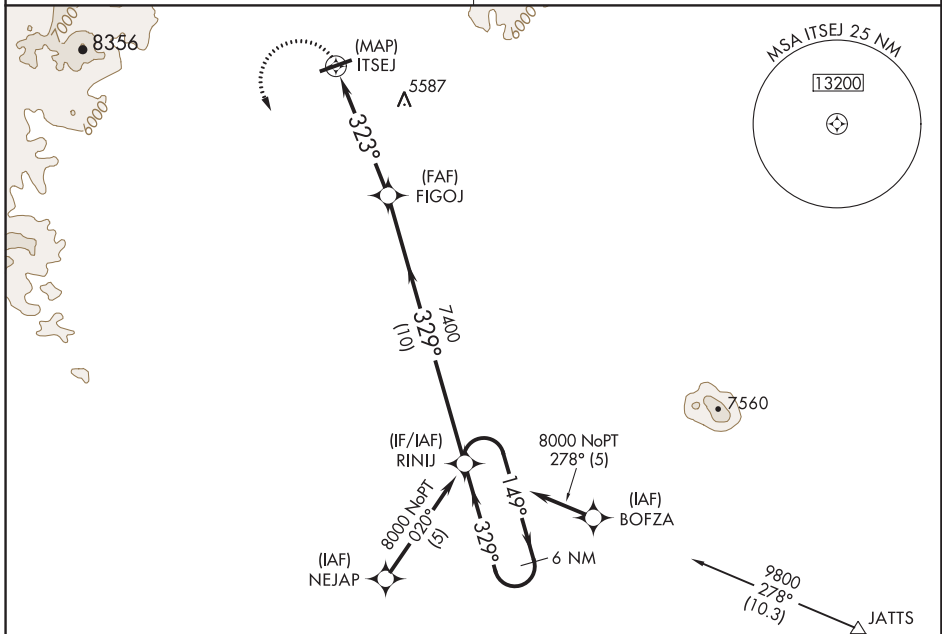 7000
8356
6000
6000
(MAP)
ITSEJ
5587
MSA ITSEJ 25 NM
13200
323°
(FAF)
FIGOJ
7400
329°
(10)
7560
(IF/IAF)
RINIJ
8000 NoPT
278° (5)
149°
(IAF)
BOFZA
8000 NoPT
020°
(5)
329°
6 NM
(IAF)
NEJAP
9800
278°
(10.3)
JATTS